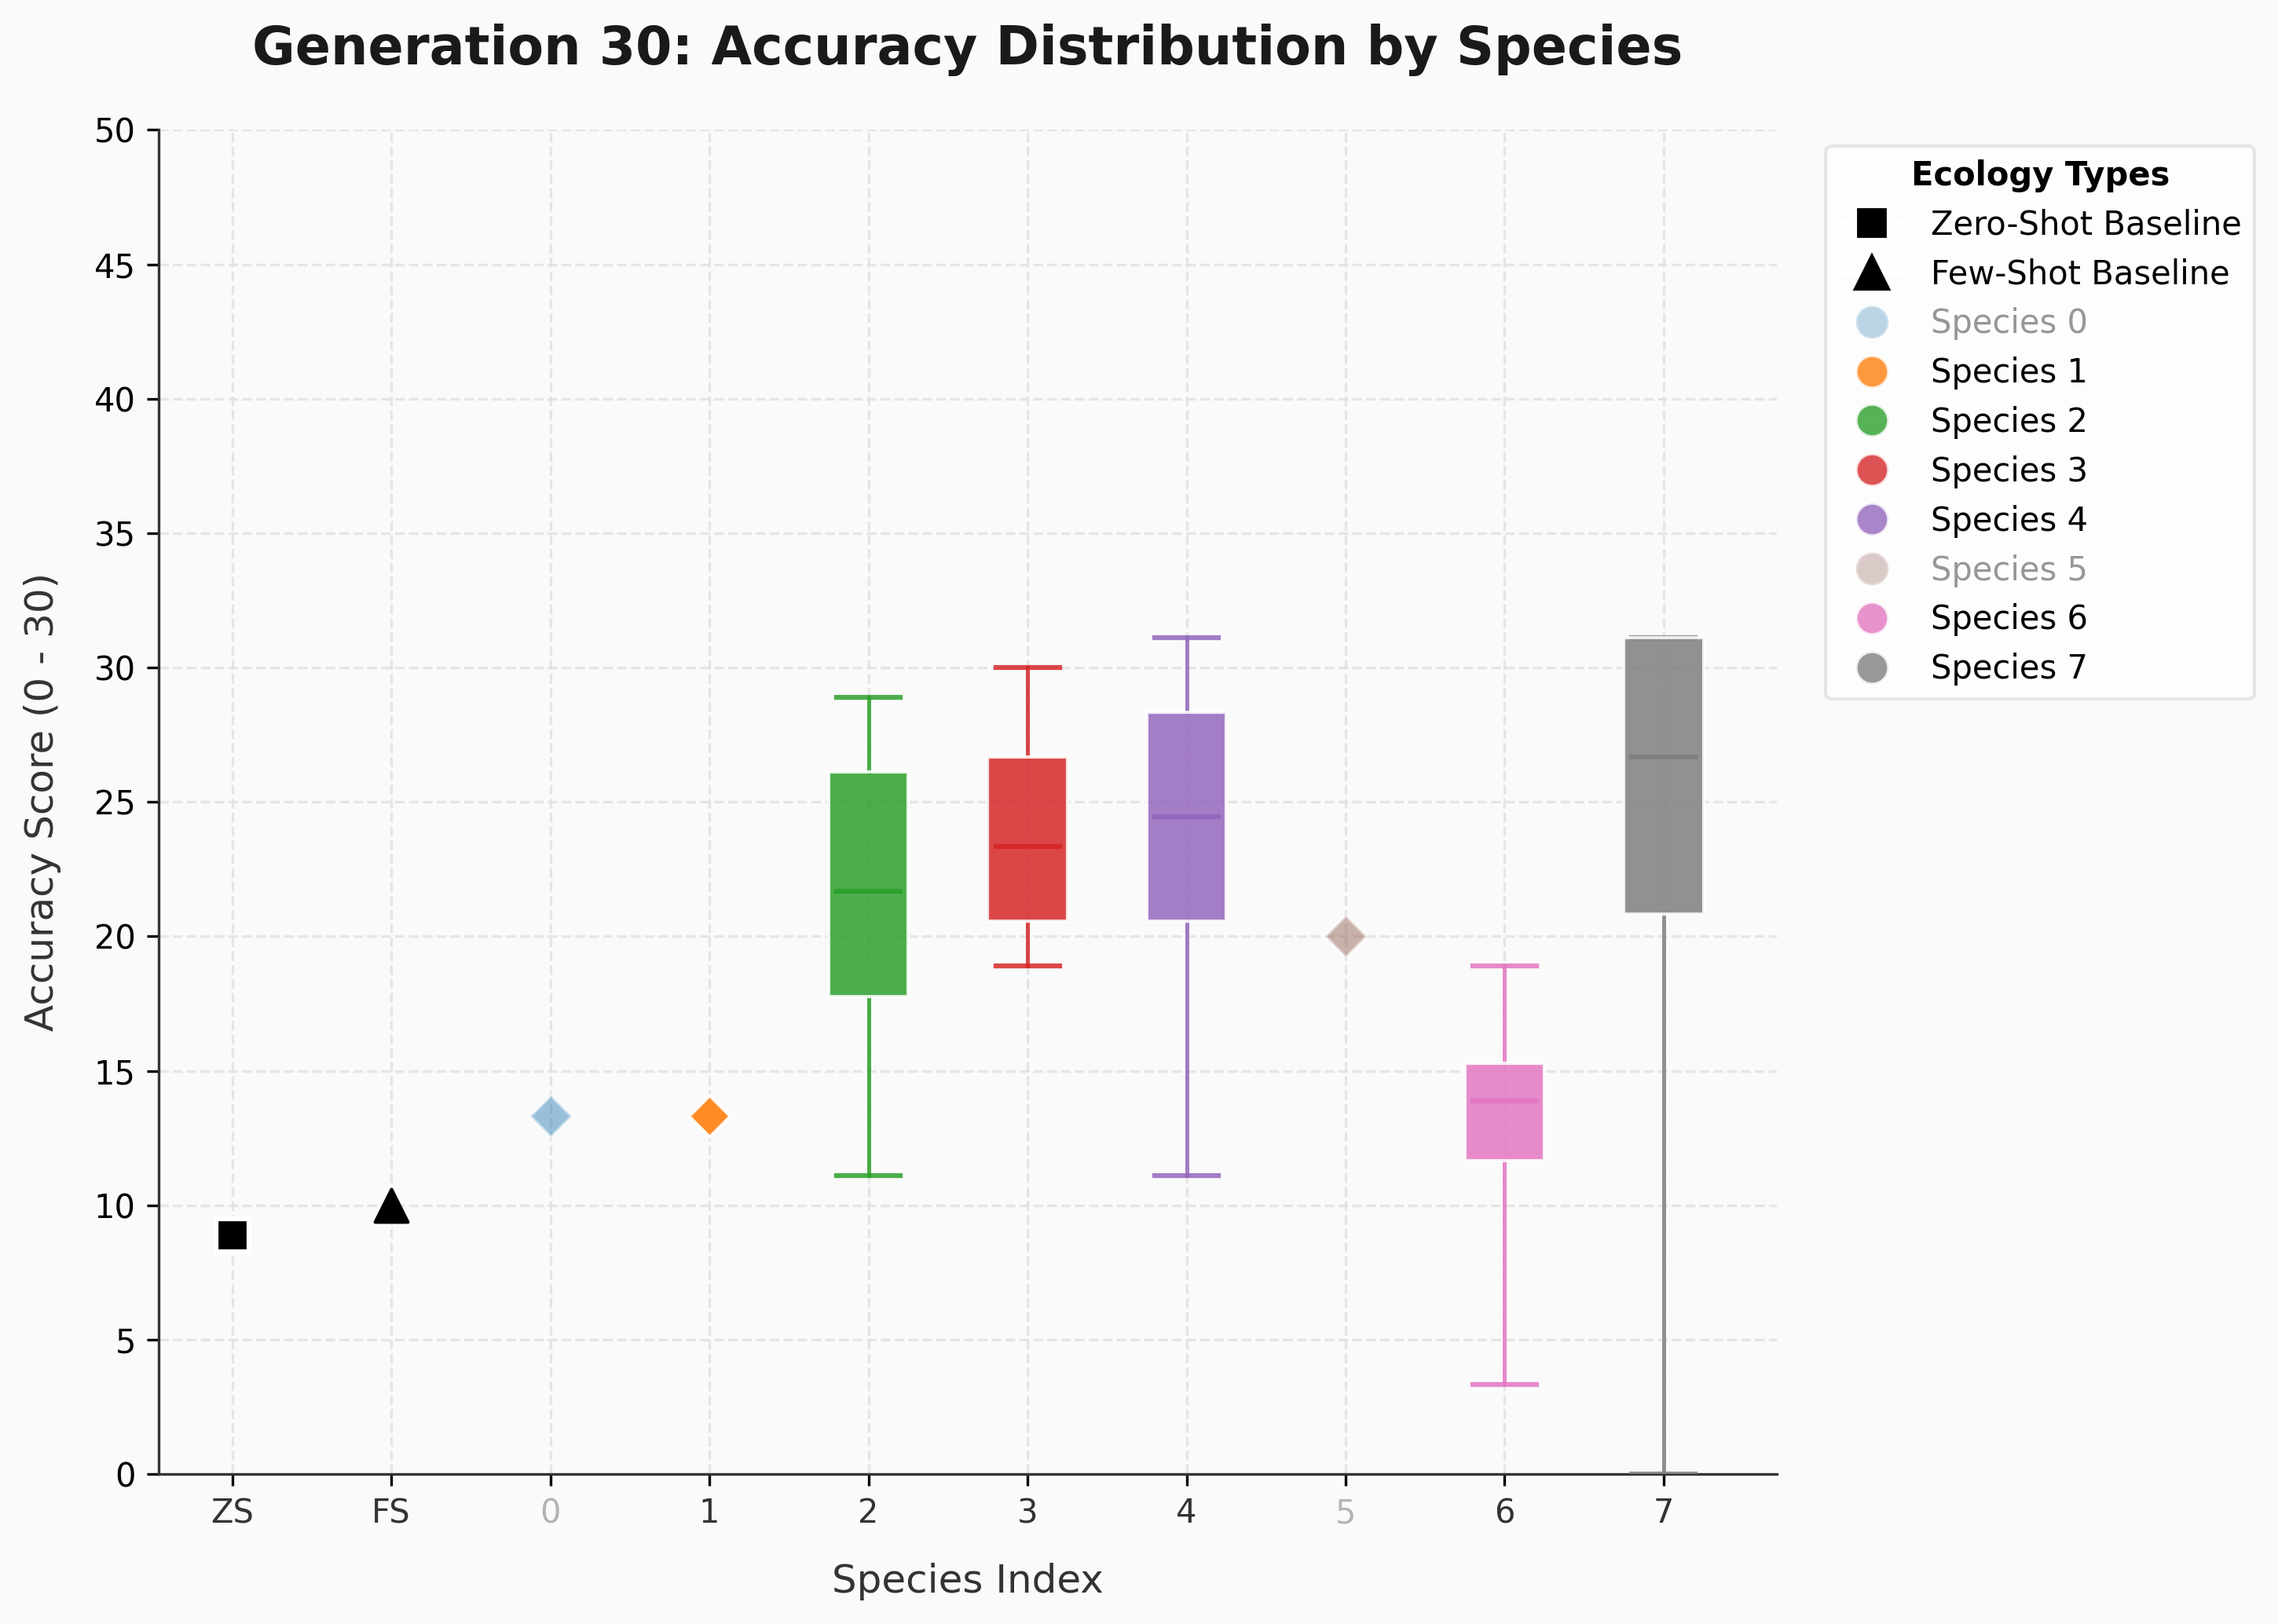 Generation 30: Accuracy Distribution by Species
50
45
40
35
30
25
20
15
10
5
0
Accuracy Score (0 - 30)
ZS FS 0 1 2 3 4 5 6 7
Species Index
Ecology Types
Zero-Shot Baseline
Few-Shot Baseline
Species 0
Species 1
Species 2
Species 3
Species 4
Species 5
Species 6
Species 7